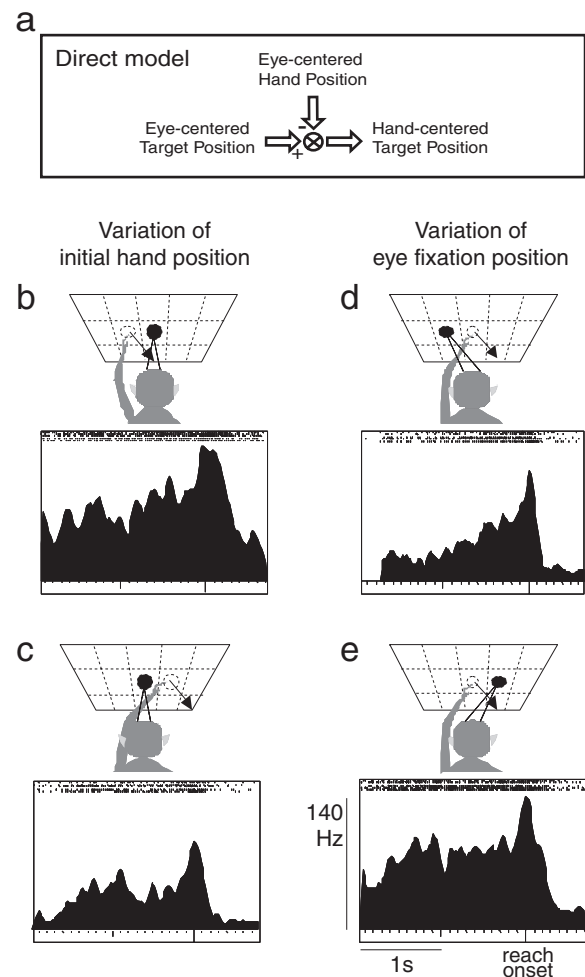 a
Direct model
Eye-centered
Hand Position
-
Eye-centered
Target Position
+
Hand-centered
Target Position
Variation of
initial hand position
Variation of
eye fixation position
b
d
c
e
140
Hz
1s
reach
onset